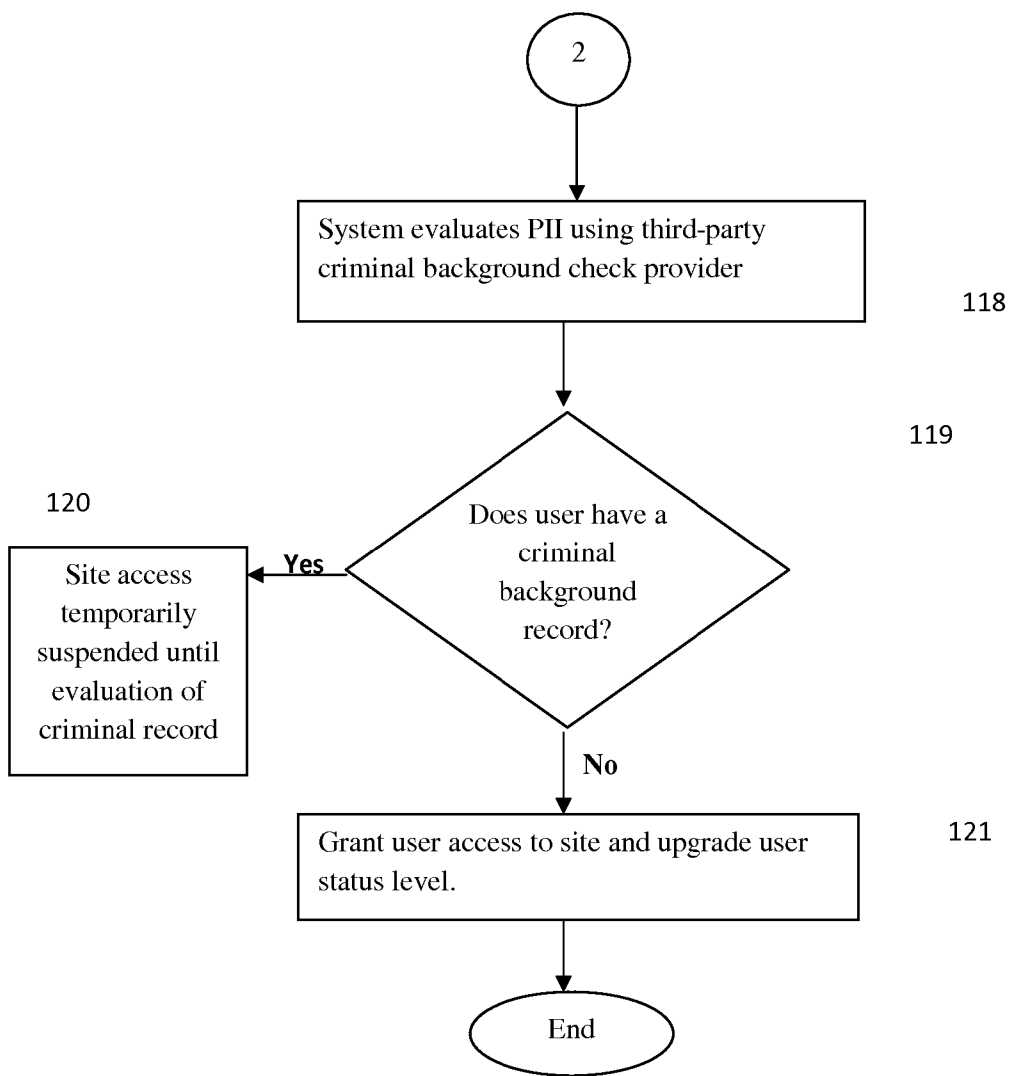 2
System evaluates PII using third-party
criminal background check provider
118
119
Does user have a
criminal
background
record?
120
Yes
Site access
temporarily
suspended until
evaluation of
criminal record
No
Grant user access to site and upgrade user
status level.
121
End